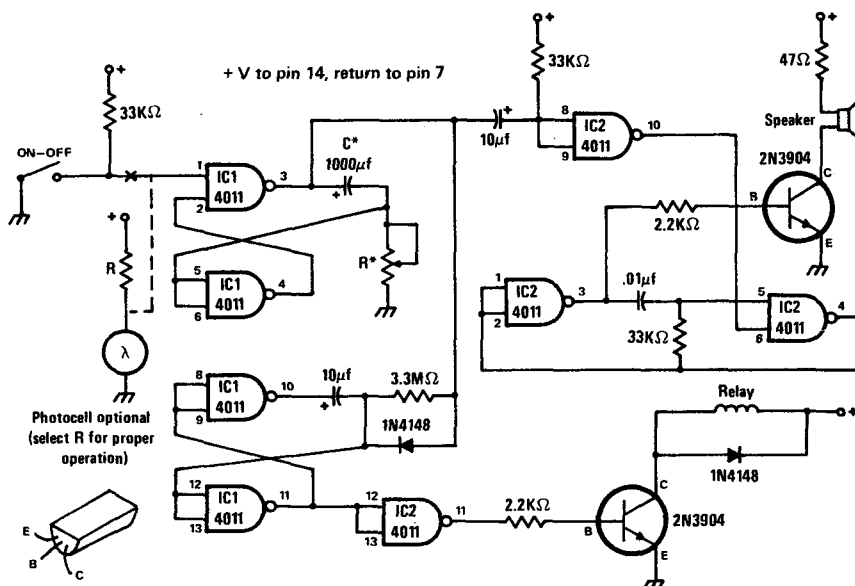 + V to pin 14, return to pin 7
+
33KΩ
ON–OFF
1
2
IC1
4011
3
C*
1000μf
+
R*
+
R
λ
5
6
IC1
4011
4
Photocell optional
(select R for proper
operation)
E
B
C
8
9
IC1
4011
10
10μf
+
3.3MΩ
1N4148
12
13
IC1
4011
11
12
13
IC2
4011
11
2.2KΩ
B
C
E
2N3904
Relay
+
1N4148
+
33KΩ
10μf
+
8
9
IC2
4011
10
+
47Ω
Speaker
2N3904
B
C
E
2.2KΩ
1
2
IC2
4011
3
.01μf
33KΩ
5
6
IC2
4011
4